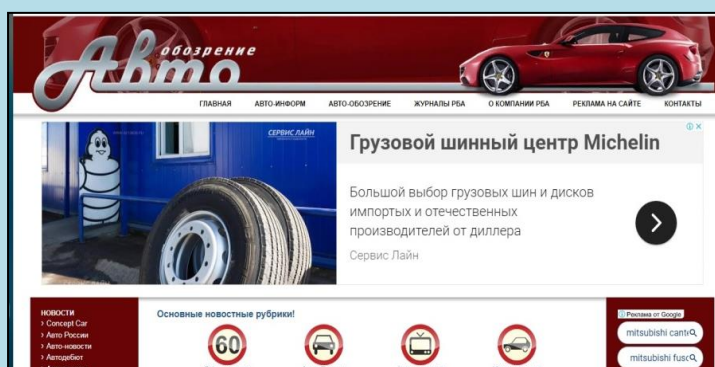 Авто
обозрение
ГЛАВНАЯ АВТО-ИНФОРМ АВТО-ОБОЗРЕНИЕ ЖУРНАЛЫ РБА О КОМПАНИИ РБА РЕКЛАМА НА САЙТЕ КОНТАКТЫ
СЕРВИС ЛАЙН
Грузовой шинный центр Michelin
Большой выбор грузовых шин и дисков
импортых и отечественных
производителей от диллера
Сервис Лайн
НОВОСТИ
› Concept Car
› Авто России
› Авто-новости
› Автодебют
Основные новостные рубрики!
60
Реклама от Google
mitsubishi cante
mitsubishi fusc